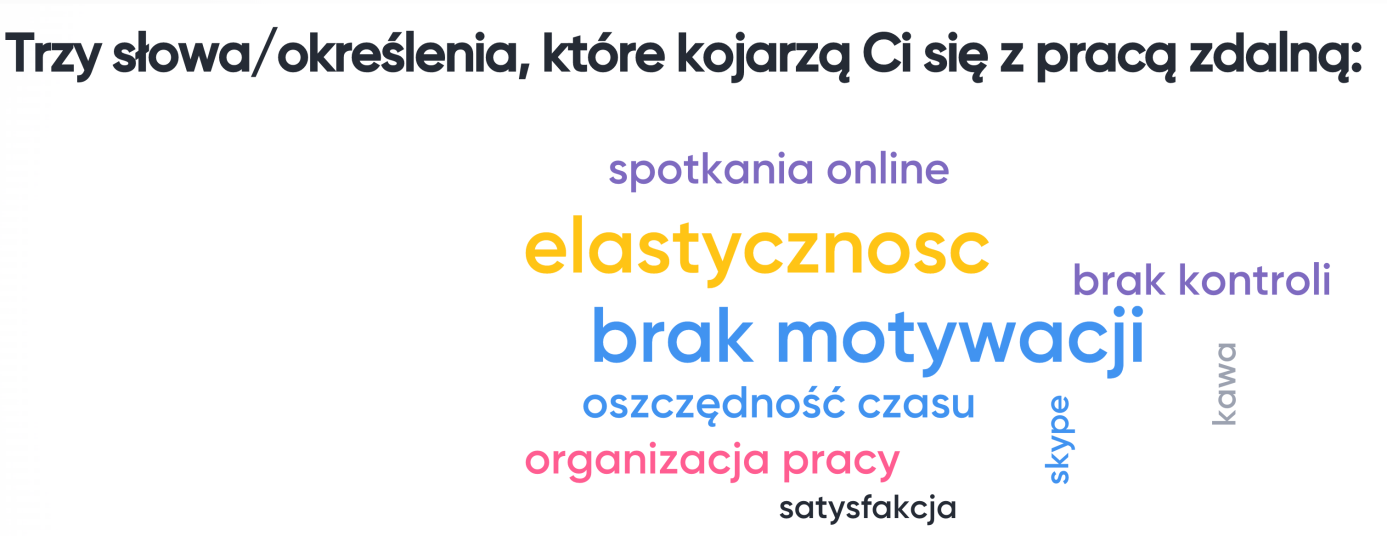 Trzy słowa/określenia, które kojarzą Ci się z pracą zdalną:
spotkania online
elastycznosc
brak kontroli
brak motywacji
kawa
oszczędność czasu
skype
organizacja pracy
satysfakcja